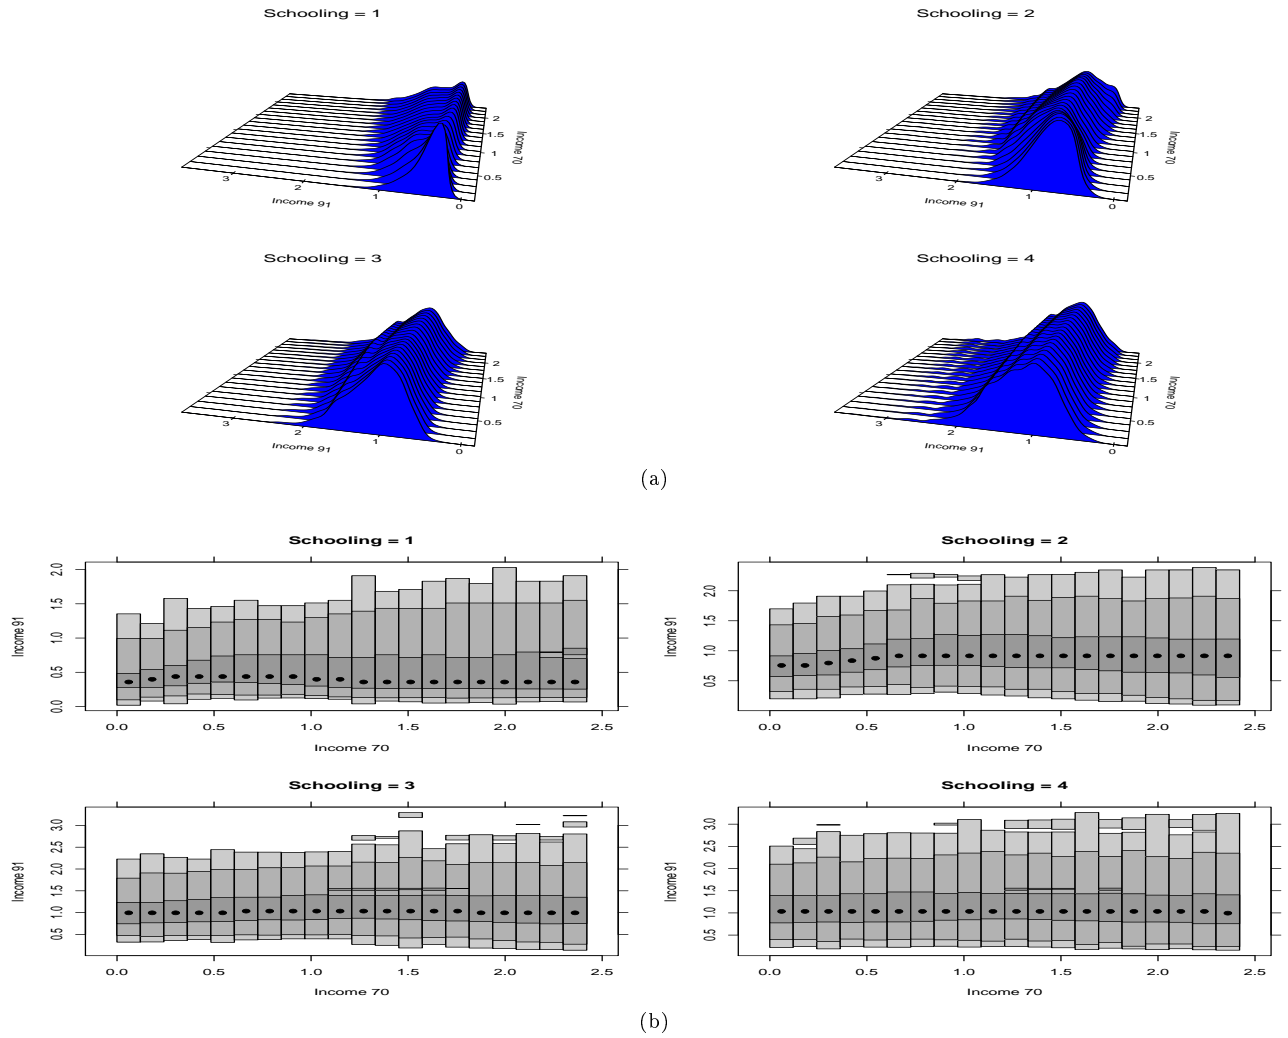 Schooling = 1
Schooling = 2
3
2
1
0
Income 91
0.5
1
1.5
2
Income 70
3
2
1
0
Income 91
0.5
1
1.5
2
Income 70
Schooling = 3
Schooling = 4
3
2
1
0
Income 91
0.5
1
1.5
2
Income 70
3
2
1
0
Income 91
0.5
1
1.5
2
Income 70
(a)
Schooling = 1
Income 91
2.0
1.5
1.0
0.5
0.0
0.0 0.5 1.0 1.5 2.0 2.5
Income 70
Schooling = 2
Income 91
2.0
1.5
1.0
0.5
0.0 0.5 1.0 1.5 2.0 2.5
Income 70
Schooling = 3
Income 91
3.0
2.5
2.0
1.5
1.0
0.5
0.0 0.5 1.0 1.5 2.0 2.5
Income 70
Schooling = 4
Income 91
3.0
2.5
2.0
1.5
1.0
0.5
0.0 0.5 1.0 1.5 2.0 2.5
Income 70
(b)